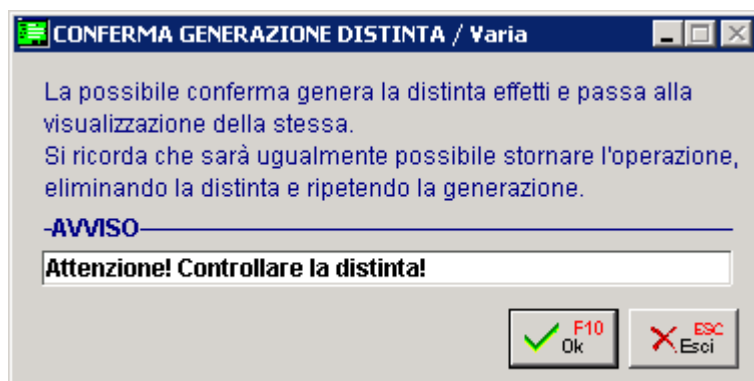 CONFERMA GENERAZIONE DISTINTA / Varia
La possibile conferma genera la distinta effetti e passa alla
visualizzazione della stessa.
Si ricorda che sarà ugualmente possibile stornare l'operazione,
eliminando la distinta e ripetendo la generazione.
AVVISO
Attenzione! Controllare la distinta!
F10
Ok
ESC
Esci